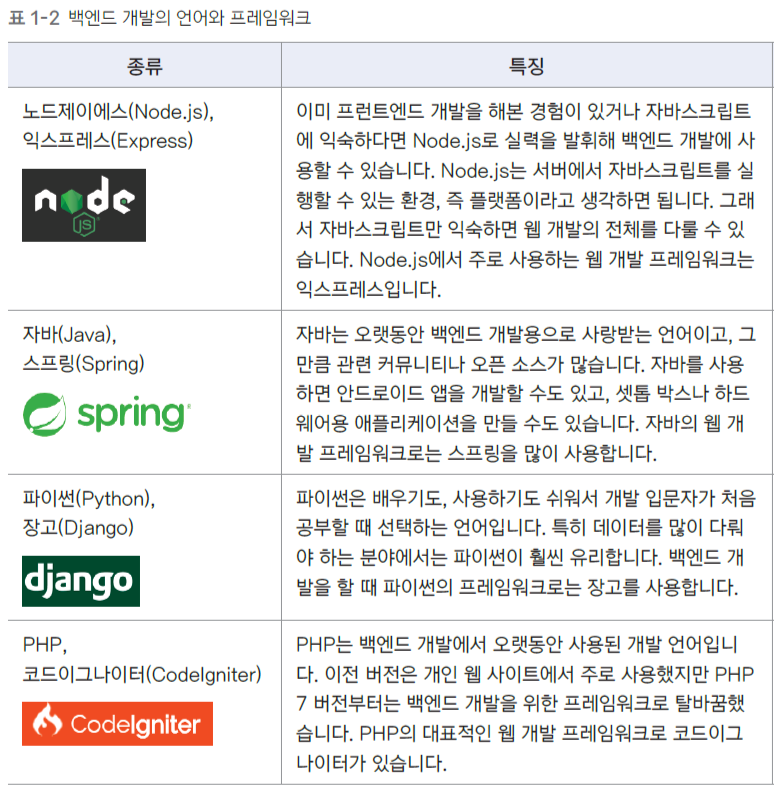 표 1-2 백엔드 개발의 언어와 프레임워크
종류
특징
노드제이에스(Node.js),
익스프레스(Express)
node
JS
이미 프런트엔드 개발을 해본 경험이 있거나 자바스크립트
에 익숙하다면 Node.js로 실력을 발휘해 백엔드 개발에 사
용할 수 있습니다. Node.js는 서버에서 자바스크립트를 실
행할 수 있는 환경, 즉 플랫폼이라고 생각하면 됩니다. 그래
서 자바스크립트만 익숙하면 웹 개발의 전체를 다룰 수 있
습니다. Node.js에서 주로 사용하는 웹 개발 프레임워크는
익스프레스입니다.
자바(Java),
스프링(Spring)
spring
자바는 오랫동안 백엔드 개발용으로 사랑받는 언어이고, 그
만큼 관련 커뮤니티나 오픈 소스가 많습니다. 자바를 사용
하면 안드로이드 앱을 개발할 수도 있고, 셋톱 박스나 하드
웨어용 애플리케이션을 만들 수도 있습니다. 자바의 웹 개
발 프레임워크로는 스프링을 많이 사용합니다.
파이썬(Python),
장고(Django)
django
파이썬은 배우기도, 사용하기도 쉬워서 개발 입문자가 처음
공부할 때 선택하는 언어입니다. 특히 데이터를 많이 다뤄
야 하는 분야에서는 파이썬이 훨씬 유리합니다. 백엔드 개
발을 할 때 파이썬의 프레임워크로는 장고를 사용합니다.
PHP,
코드이그나이터(CodeIgniter)
CodeIgniter
PHP는 백엔드 개발에서 오랫동안 사용된 개발 언어입니
다. 이전 버전은 개인 웹 사이트에서 주로 사용했지만 PHP
7 버전부터는 백엔드 개발을 위한 프레임워크로 탈바꿈했
습니다. PHP의 대표적인 웹 개발 프레임워크로 코드이그
나이터가 있습니다.